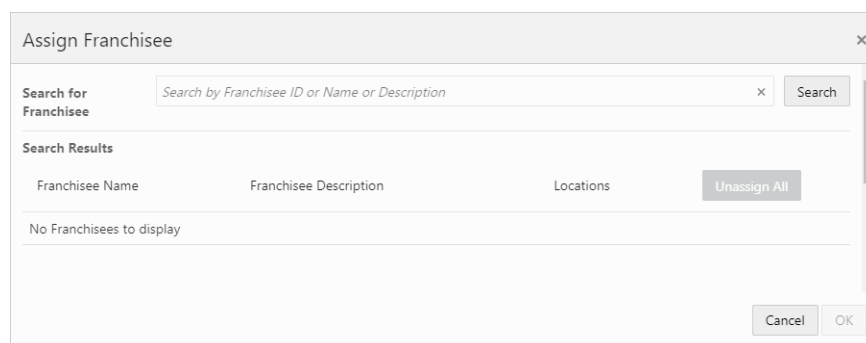 Assign Franchisee ×
Search for Franchisee
Search by Franchisee ID or Name or Description × Search
Search Results
Franchisee Name Franchisee Description Locations Unassign All
No Franchisees to display
Cancel OK